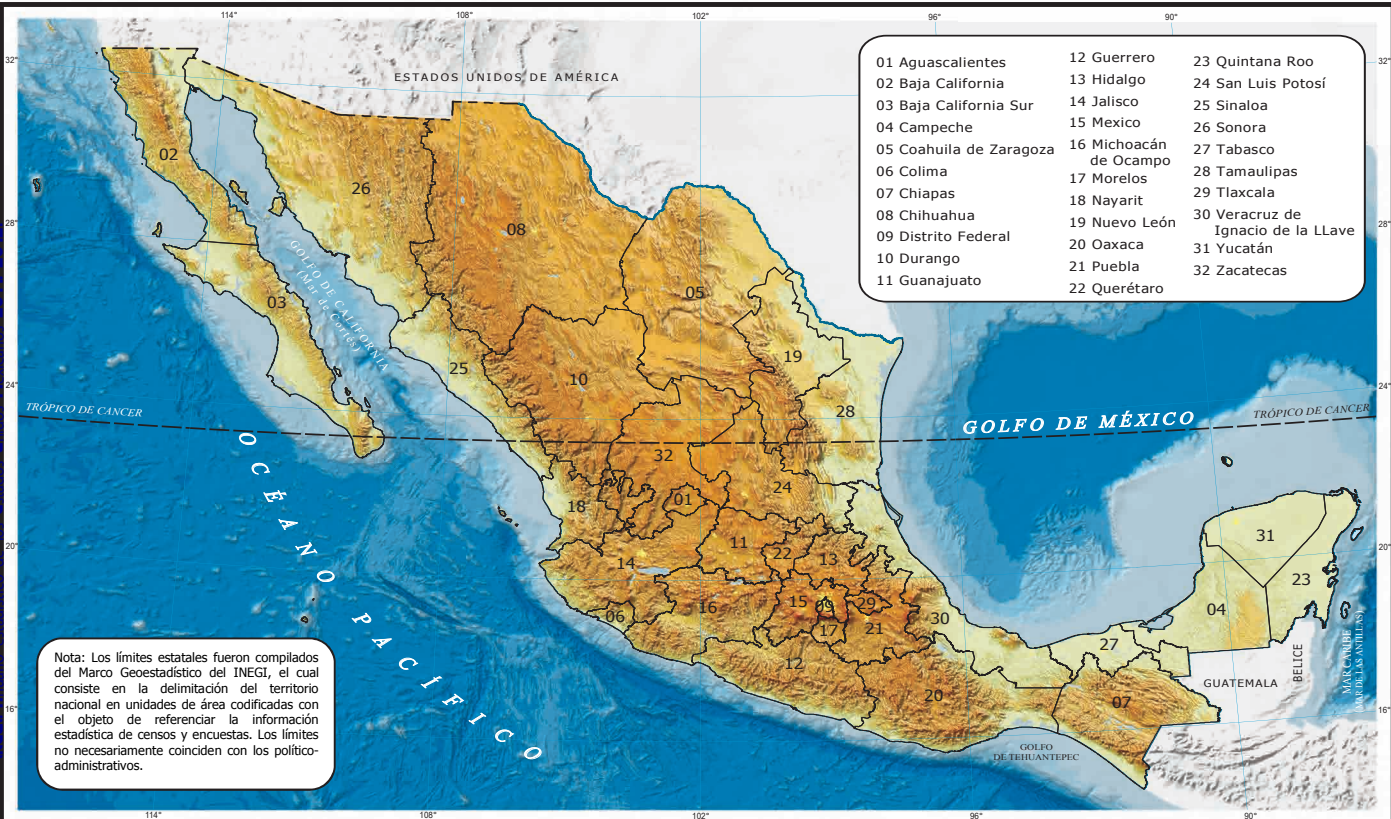 114°
108°
102°
96°
90°
32°
32°
ESTADOS UNIDOS DE AMÉRICA
01 Aguascalientes
02 Baja California
03 Baja California Sur
04 Campeche
05 Coahuila de Zaragoza
06 Colima
07 Chiapas
08 Chihuahua
09 Distrito Federal
10 Durango
11 Guanajuato
12 Guerrero
13 Hidalgo
14 Jalisco
15 Mexico
16 Michoacán
de Ocampo
17 Morelos
18 Nayarit
19 Nuevo León
20 Oaxaca
21 Puebla
22 Querétaro
23 Quintana Roo
24 San Luis Potosí
25 Sinaloa
26 Sonora
27 Tabasco
28 Tamaulipas
29 Tlaxcala
30 Veracruz de
Ignacio de la LLave
31 Yucatán
32 Zacatecas
02
26
08
28°
28°
GOLFO DE CALIFORNIA
(Mar de Cortés)
03
05
19
25
10
28
24°
24°
TRÓPICO DE CANCER
GOLFO DE MÉXICO
TRÓPICO DE CANCER
OCÉANO PACÍFICO
32
01
24
18
11
22
13
14
31
23
20°
20°
15
09
29
16
06
17
21
30
04
27
12
20
07
GUATEMALA
BELICE
MAR CARIBE
(MAR DE LAS ANTILLAS)
16°
16°
GOLFO
DE TEHUANTEPEC
Nota: Los límites estatales fueron compilados
del Marco Geoestadístico del INEGI, el cual
consiste en la delimitación del territorio
nacional en unidades de área codificadas con
el objeto de referenciar la información
estadística de censos y encuestas. Los límites
no necesariamente coinciden con los político-
administrativos.
114°
108°
102°
96°
90°